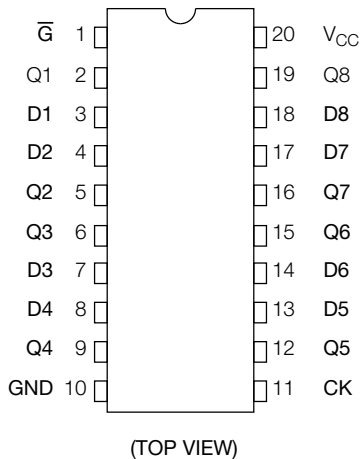 G̅ 1 20 VCC
Q1 2 19 Q8
D1 3 18 D8
D2 4 17 D7
Q2 5 16 Q7
Q3 6 15 Q6
D3 7 14 D6
D4 8 13 D5
Q4 9 12 Q5
GND 10 11 CK
(TOP VIEW)